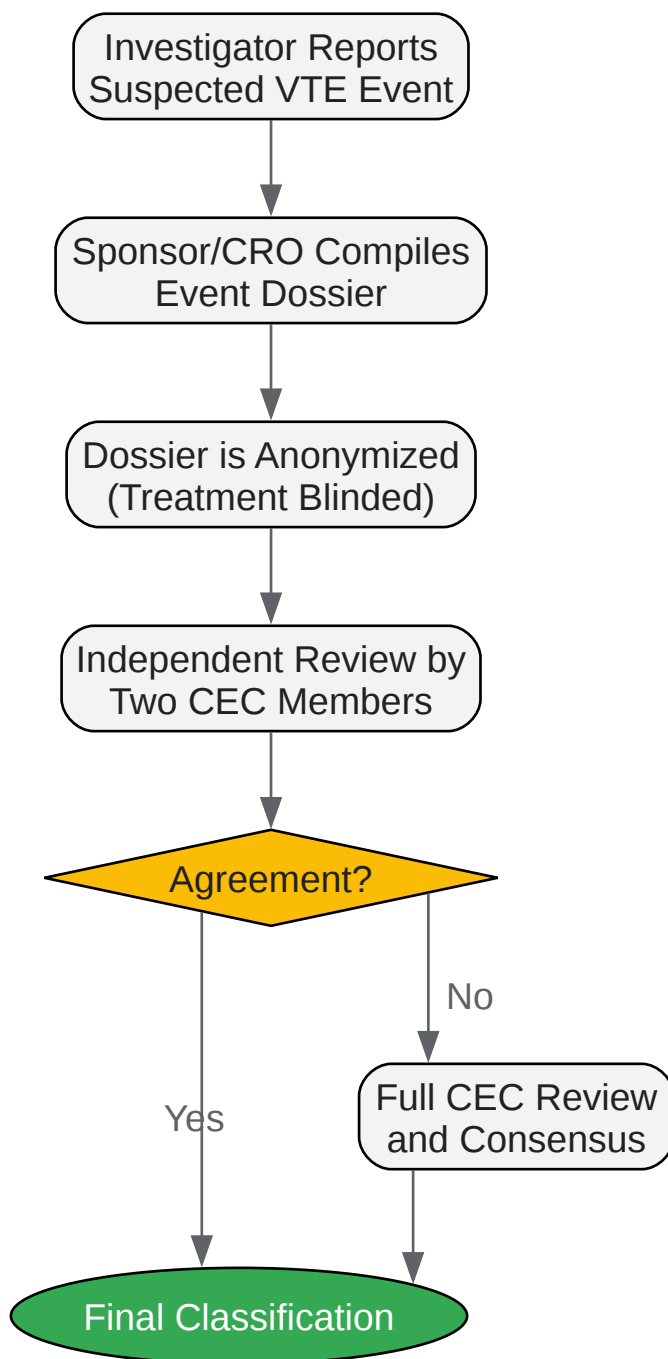 Investigator Reports
Suspected VTE Event
Sponsor/CRO Compiles
Event Dossier
Dossier is Anonymized
(Treatment Blinded)
Independent Review by
Two CEC Members
Agreement?
No
Full CEC Review
and Consensus
Yes
Final Classification